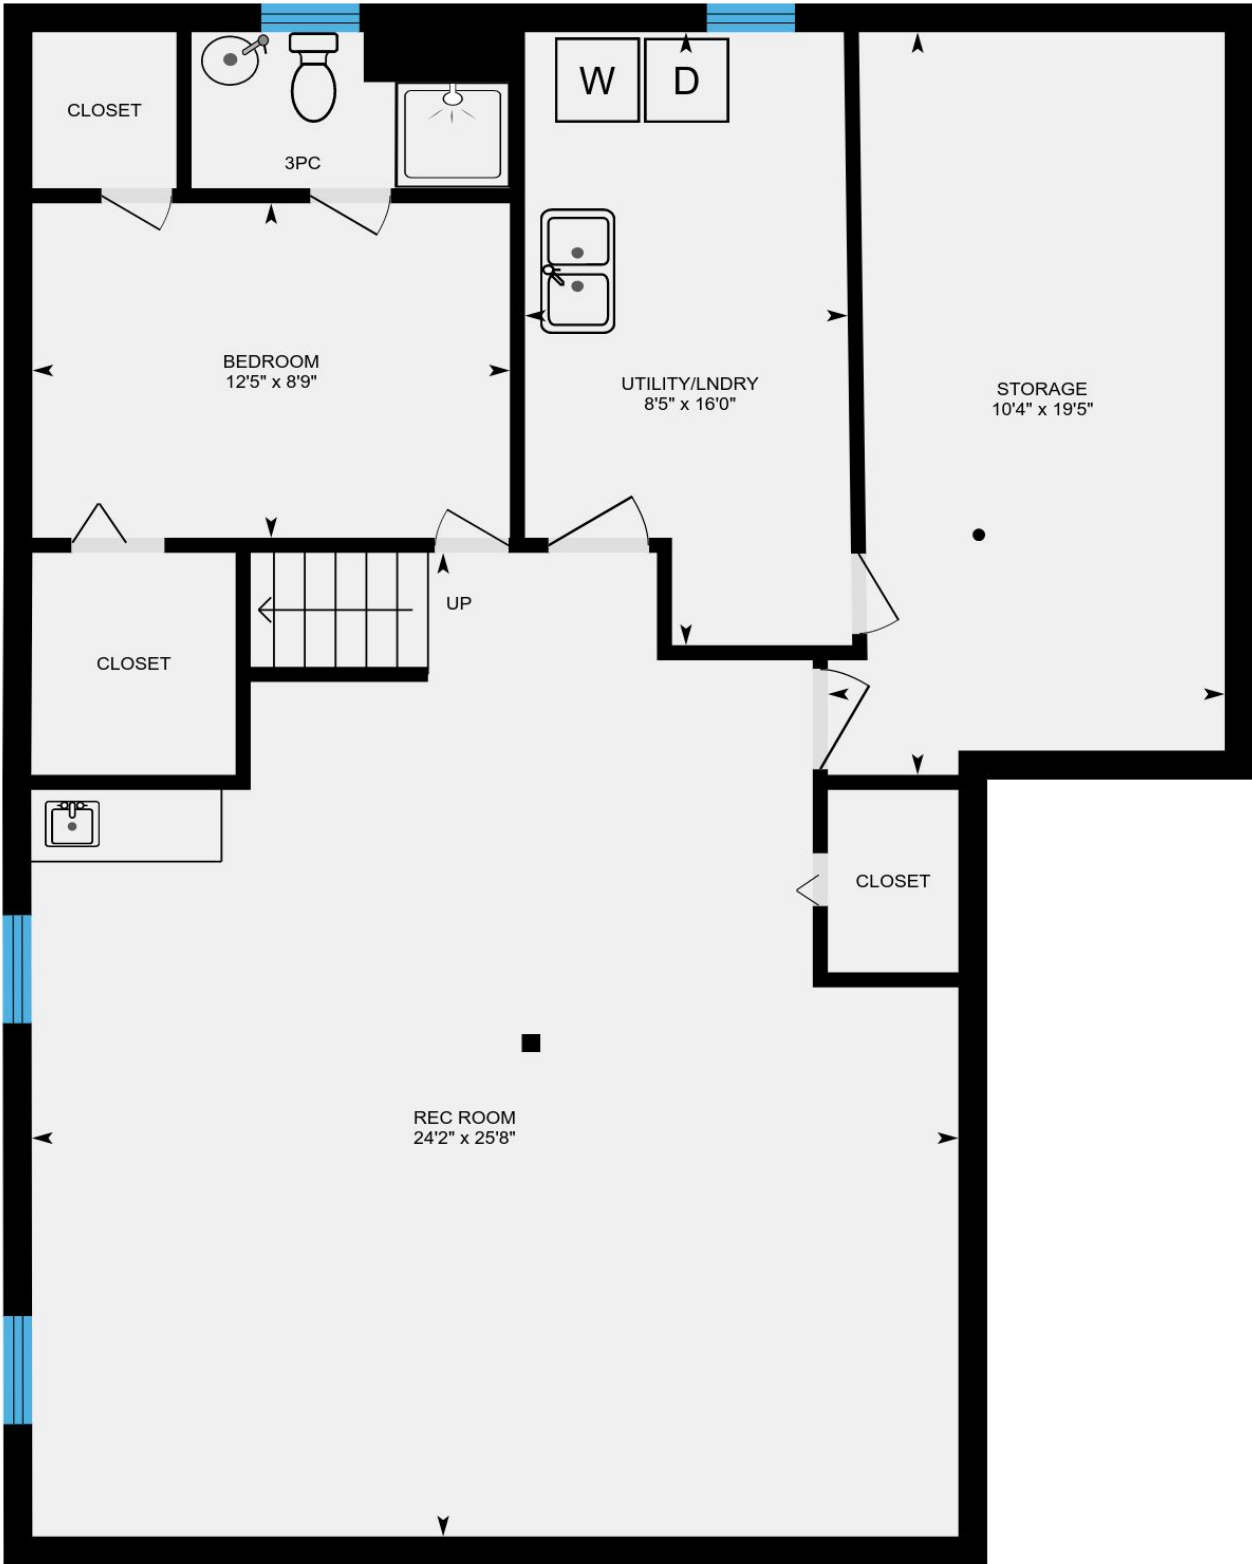 W
D
CLOSET
3PC
BEDROOM
12'5" x 8'9"
UTILITY/LNDRY
8'5" x 16'0"
STORAGE
10'4" x 19'5"
UP
CLOSET
CLOSET
REC ROOM
24'2" x 25'8"